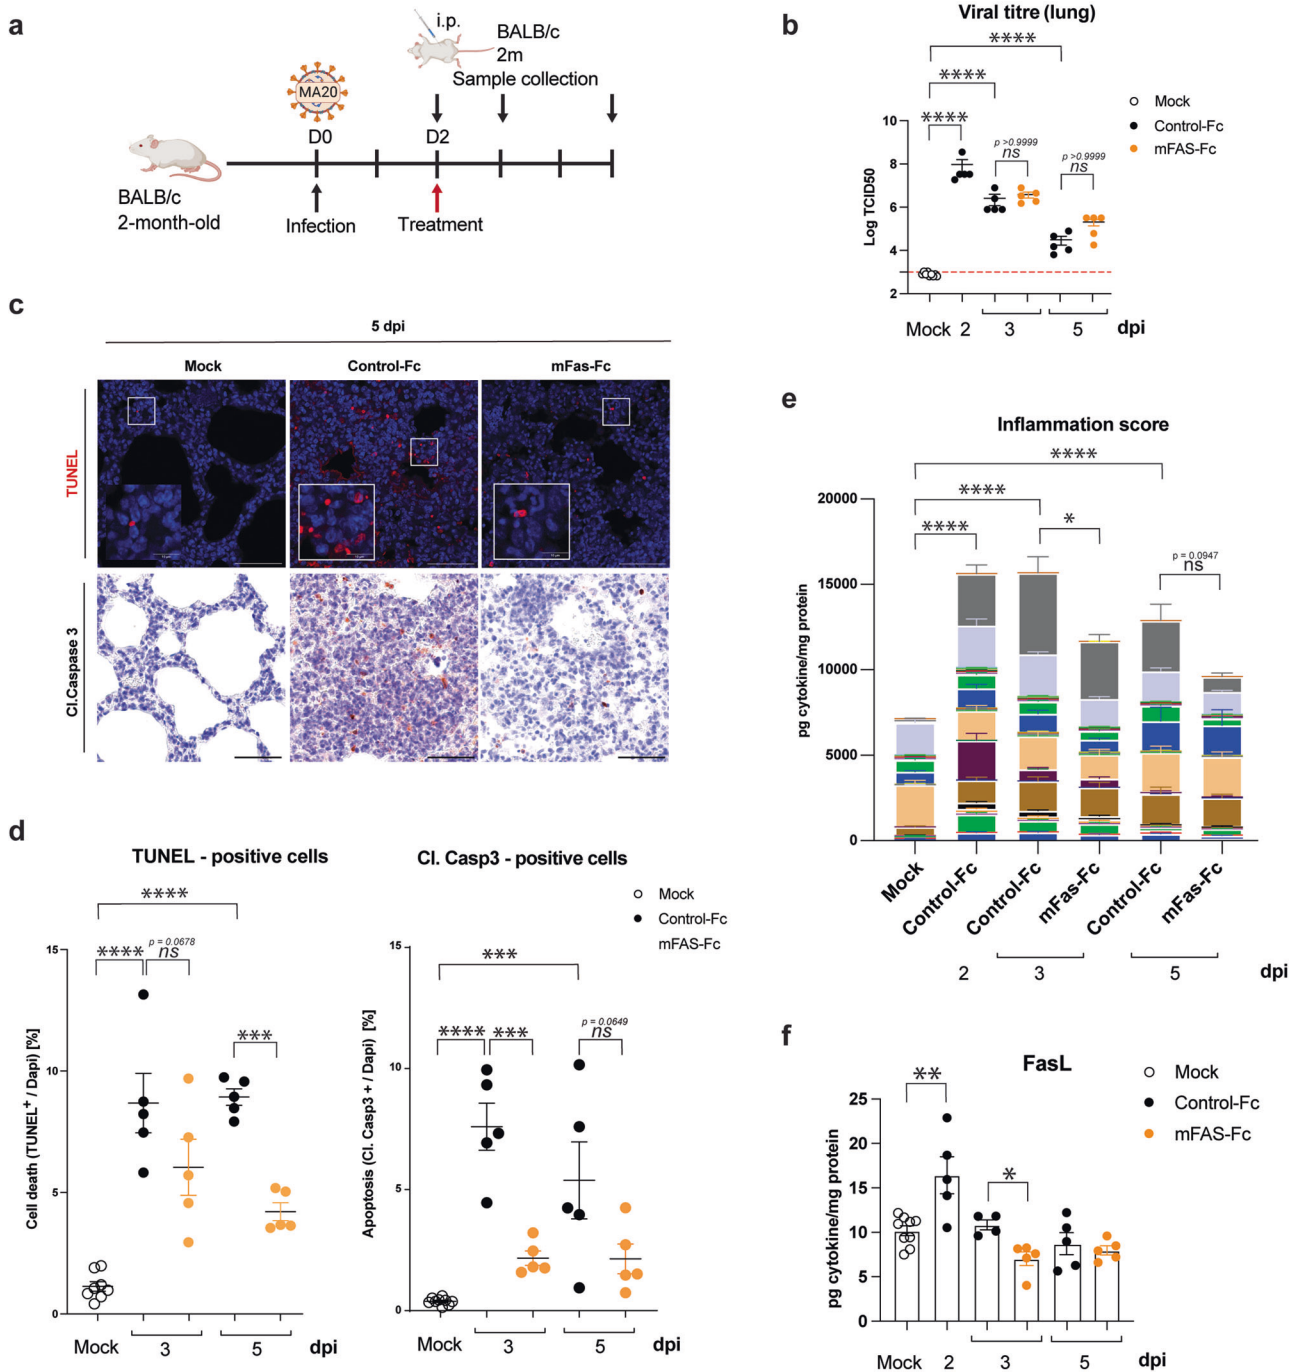 a
i.p.
BALB/c
2m
Sample collection
MA20
D0
D2
BALB/c
2-month-old
Infection
Treatment
b
Viral titre (lung)
****
****
****
p >0.9999
ns
p >0.9999
ns
Log TCID50
10
8
6
4
2
Mock
2
3
5
dpi
Mock
Control-Fc
mFAS-Fc
c
5 dpi
Mock
Control-Fc
mFas-Fc
TUNEL
Cl.Caspase 3
d
TUNEL - positive cells
****
****
p = 0.0678
ns
***
Cell death (TUNEL+ / Dapi) [%]
15
10
5
0
Mock
3
5
dpi
Cl. Casp3 - positive cells
Mock
Control-Fc
mFAS-Fc
***
****
***
p = 0.0649
ns
Apoptosis (Cl. Casp3 + / Dapi) [%]
15
10
5
0
Mock
3
5
dpi
e
Inflammation score
****
****
****
*
p = 0.0947
ns
pg cytokine/mg protein
20000
15000
10000
5000
0
Mock
Control-Fc
Control-Fc
mFas-Fc
Control-Fc
mFas-Fc
2
3
5
dpi
f
FasL
Mock
Control-Fc
mFAS-Fc
**
*
pg cytokine/mg protein
25
20
15
10
5
0
Mock
2
3
5
dpi